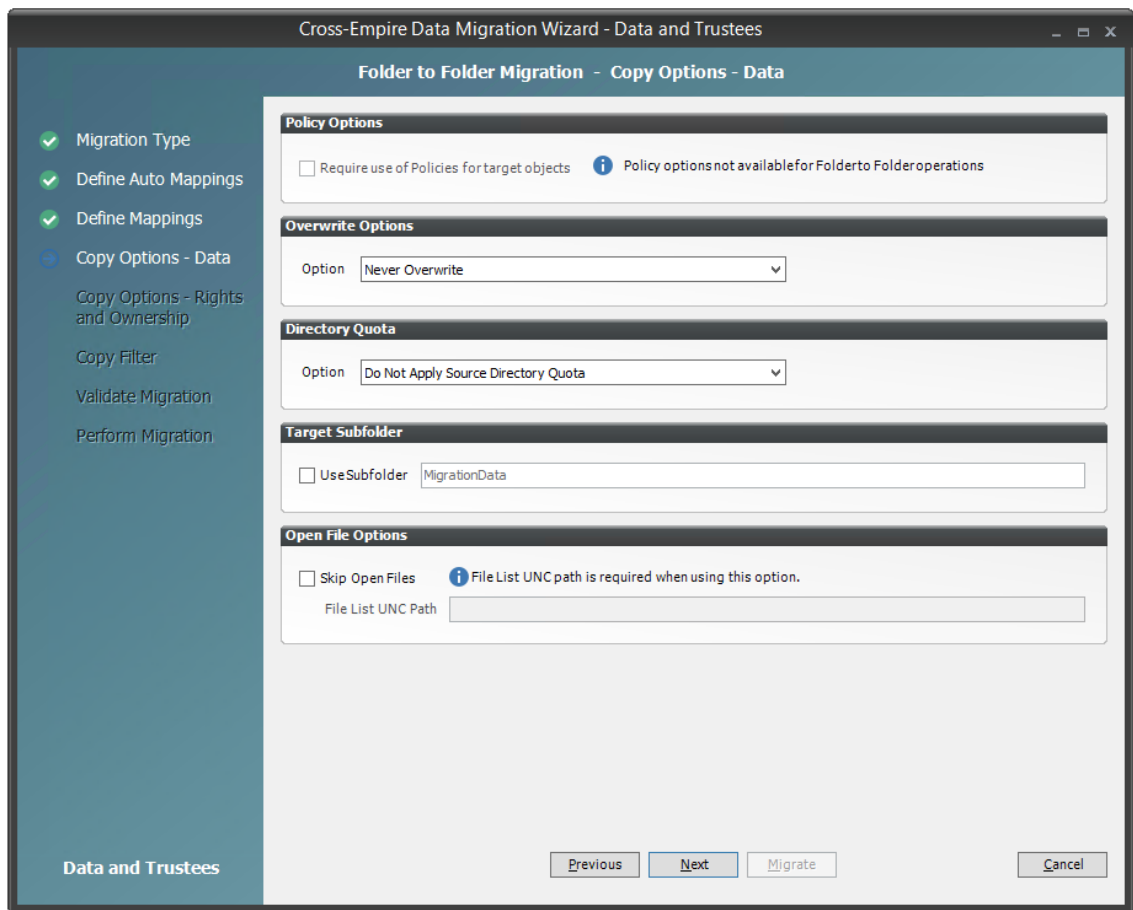 Cross-Empire Data Migration Wizard - Data and Trustees
Folder to Folder Migration - Copy Options - Data
Migration Type
Define Auto Mappings
Define Mappings
Copy Options - Data
Copy Options - Rights
and Ownership
Copy Filter
Validate Migration
Perform Migration
Data and Trustees
Policy Options
Require use of Policies for target objects
Policy options not available for Folder to Folder operations
Overwrite Options
Option
Never Overwrite
Directory Quota
Option
Do Not Apply Source Directory Quota
Target Subfolder
Use Subfolder
MigrationData
Open File Options
Skip Open Files
File List UNC path is required when using this option.
File List UNC Path
Previous
Next
Migrate
Cancel